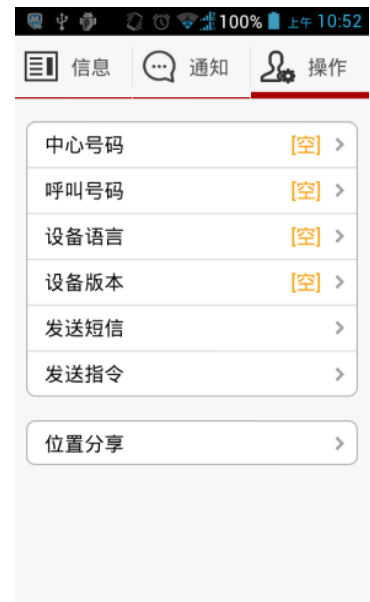 100% 上午 10:52
信息 通知 操作
中心号码 [空]
呼叫号码 [空]
设备语言 [空]
设备版本 [空]
发送短信
发送指令
位置分享